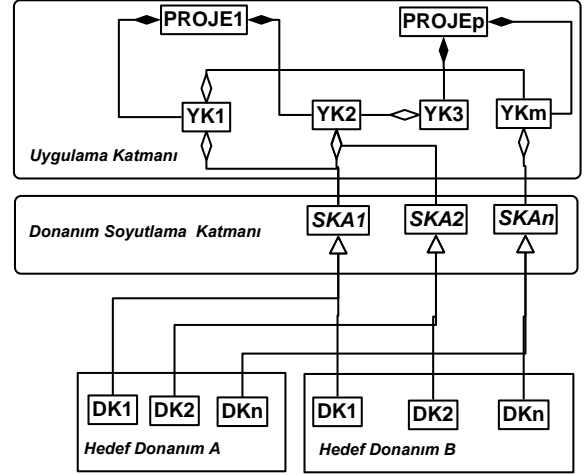 PROJE1 PROJEp
YK1 YK2 YK3 YKm
Uygulama Katmanı
SKA1 SKA2 SKAn
Donanım Soyutlama Katmanı
DK1 DK2 DKn DK1 DK2 DKn
Hedef Donanım A Hedef Donanım B